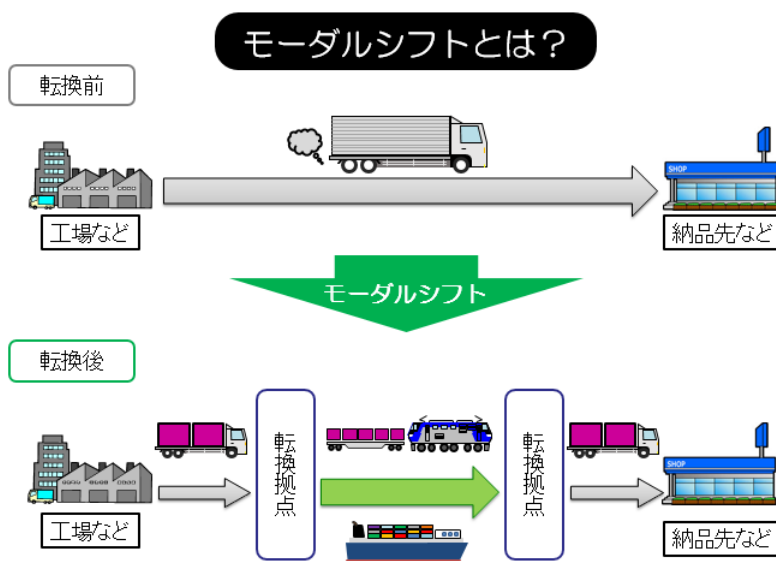 モーダルシフトとは？
転換前
SHOP
工場など
納品先など
モーダルシフト
転換後
転換拠点
転換拠点
SHOP
工場など
納品先など